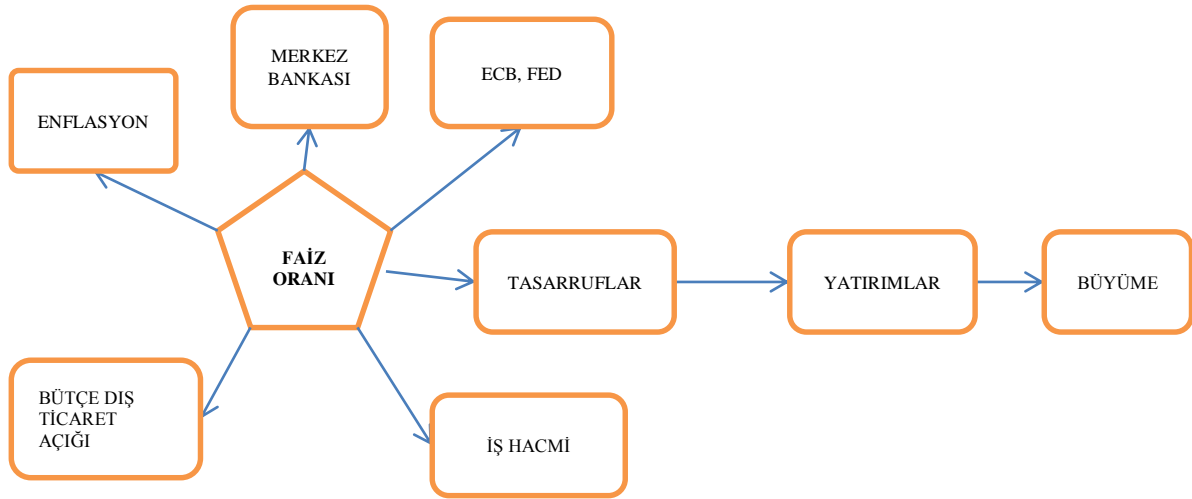 MERKEZ
BANKASI
ECB, FED
ENFLASYON
FAİZ
ORANI
TASARRUFLAR
YATIRIMLAR
BÜYÜME
BÜTÇE DIŞ
TİCARET
AÇIĞI
İŞ HACMİ